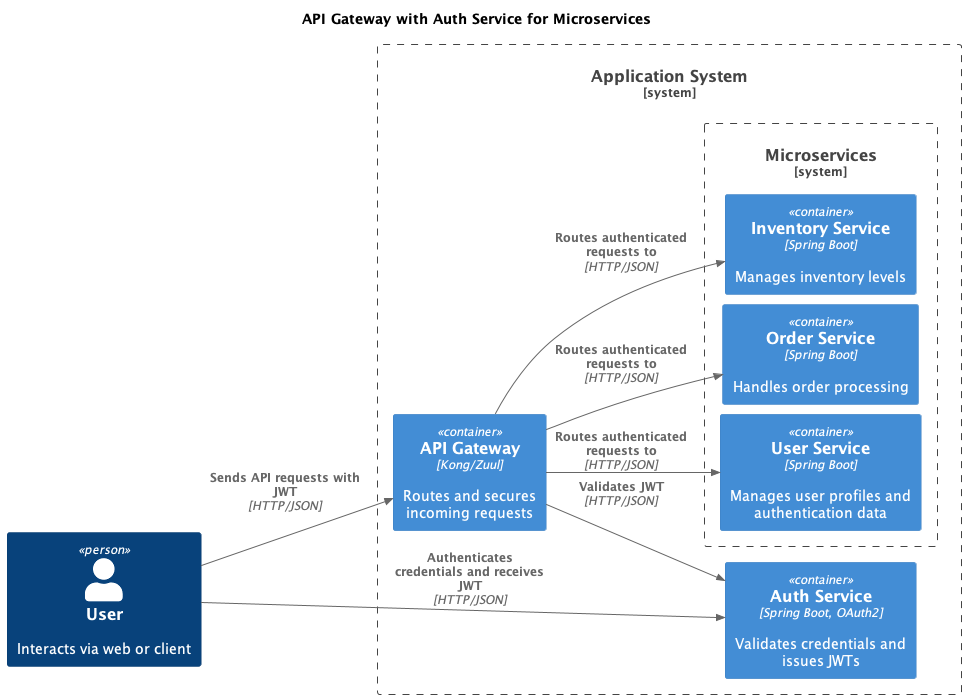 API Gateway with Auth Service for Microservices
Application System
[system]
Microservices
[system]
«container»
Inventory Service
[Spring Boot]
Manages inventory levels
Routes authenticated
requests to
[HTTP/JSON]
«container»
Order Service
[Spring Boot]
Handles order processing
Routes authenticated
requests to
[HTTP/JSON]
«container»
API Gateway
[Kong/Zuul]
Routes and secures
incoming requests
Routes authenticated
requests to
[HTTP/JSON]
«container»
User Service
[Spring Boot]
Manages user profiles and
authentication data
Validates JWT
[HTTP/JSON]
Sends API requests with
JWT
[HTTP/JSON]
«person»
User
Interacts via web or client
Authenticates
credentials and receives
JWT
[HTTP/JSON]
«container»
Auth Service
[Spring Boot, OAuth2]
Validates credentials and
issues JWTs